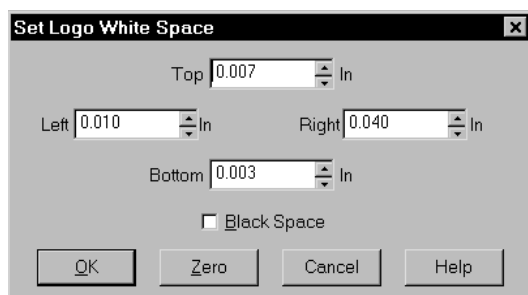 Set Logo White Space
Top 0.007 In
Left 0.010 In Right 0.040 In
Bottom 0.003 In
Black Space
OK Zero Cancel Help